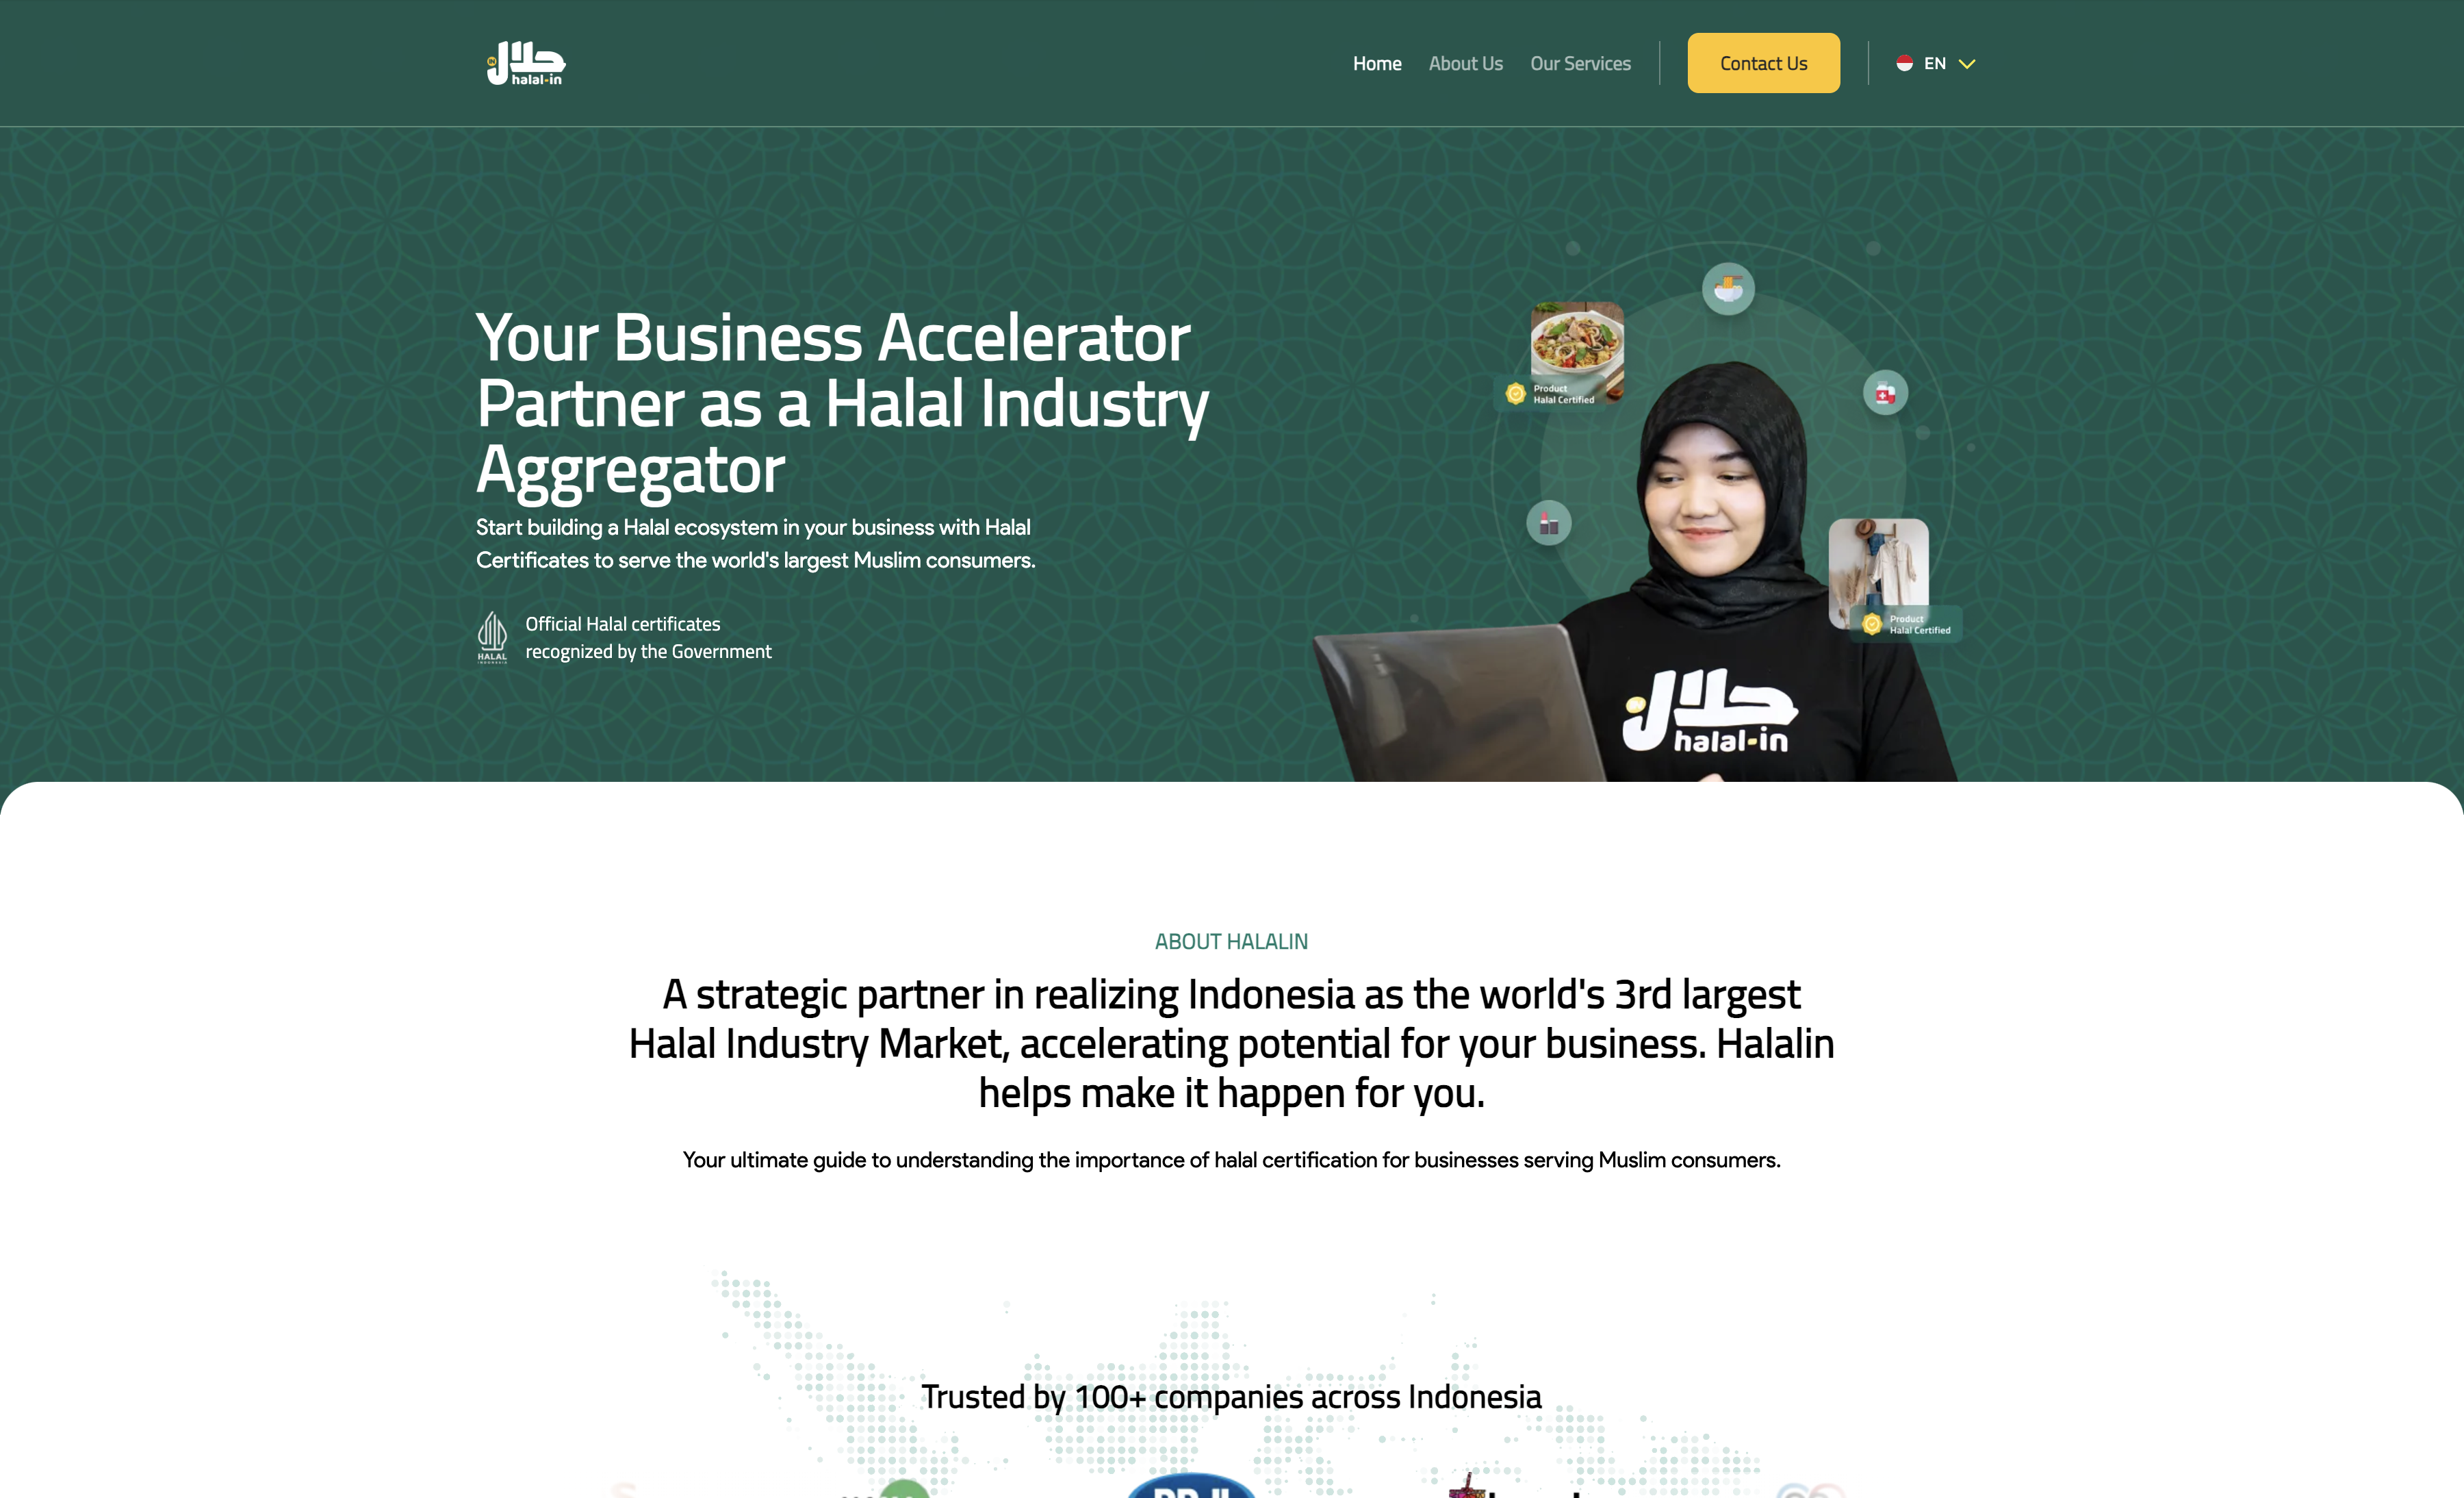 حلال
IN
halal-in
Home
About Us
Our Services
Contact Us
EN
Your Business Accelerator
Partner as a Halal Industry
Aggregator
Start building a Halal ecosystem in your business with Halal
Certificates to serve the world's largest Muslim consumers.
HALAL
INDONESIA
Official Halal certificates
recognized by the Government
Product
Halal Certified
Product
Halal Certified
حلال
halal-in
ABOUT HALALIN
A strategic partner in realizing Indonesia as the world's 3rd largest
Halal Industry Market, accelerating potential for your business. Halalin
helps make it happen for you.
Your ultimate guide to understanding the importance of halal certification for businesses serving Muslim consumers.
Trusted by 100+ companies across Indonesia